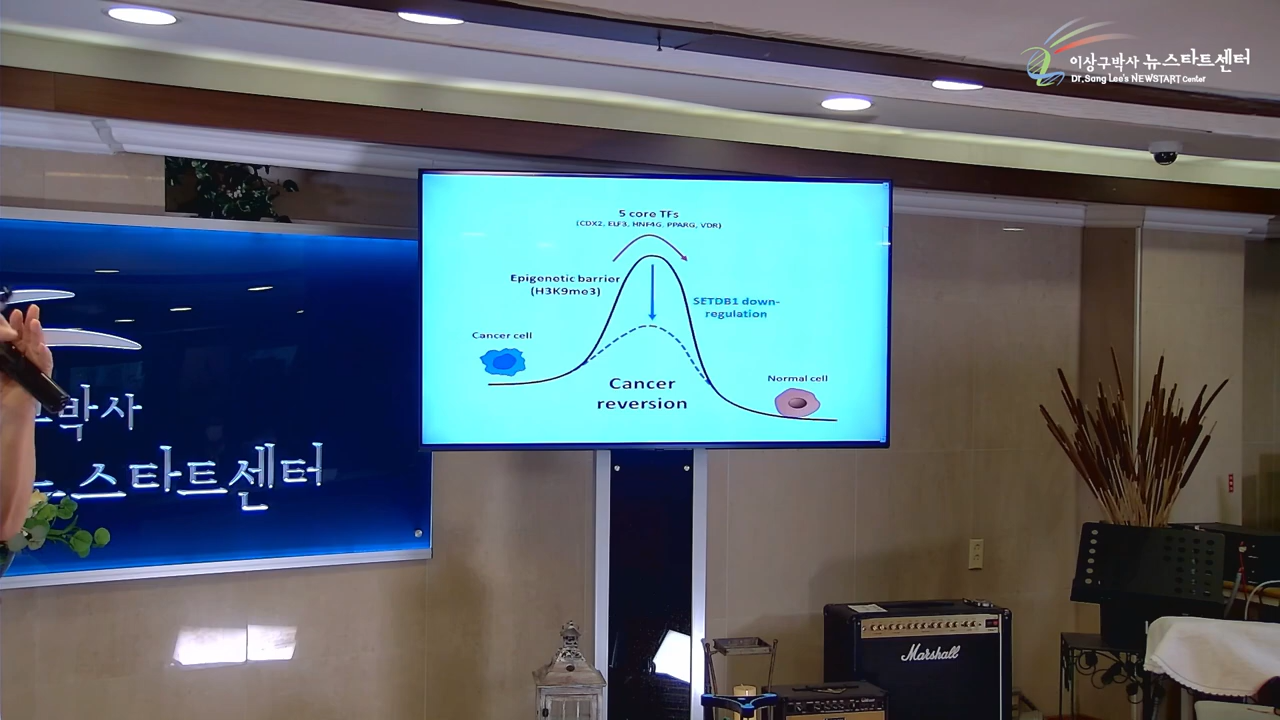 이상구박사 뉴스타트센터
Dr.Sang Lee's NEWSTART Center
5 core TFs
(CDX2, ELF3, HNF4G, PPARG, VDR)
Epigenetic barrier
(H3K9me3)
SETDB1 down-
regulation
Cancer cell
Normal cell
Cancer
reversion
박사
스타트센터
Marshall